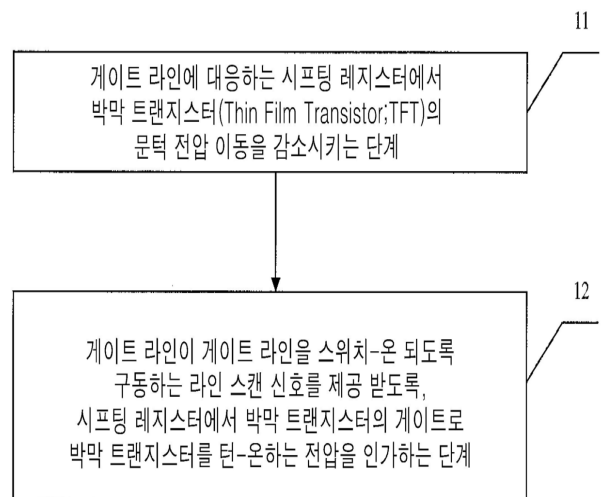 11
게이트 라인에 대응하는 시프팅 레지스터에서
박막 트랜지스터(Thin Film Transistor;TFT)의
문턱 전압 이동을 감소시키는 단계
12
게이트 라인이 게이트 라인을 스위치-온 되도록
구동하는 라인 스캔 신호를 제공 받도록,
시프팅 레지스터에서 박막 트랜지스터의 게이트로
박막 트랜지스터를 턴-온하는 전압을 인가하는 단계